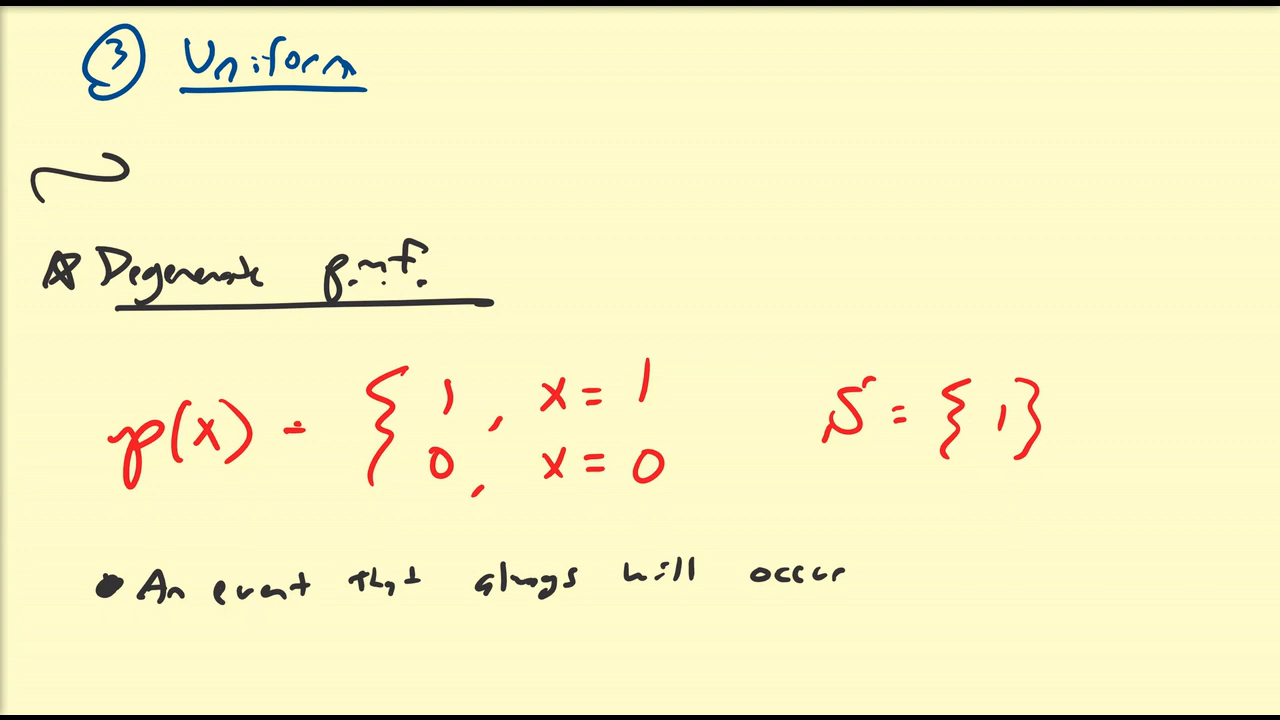 ③ Uniform
☆ Degenerate p.m.f.
p(x) = { 1, x = 1 S = { 1 }
0, x = 0
• An event that always will occur